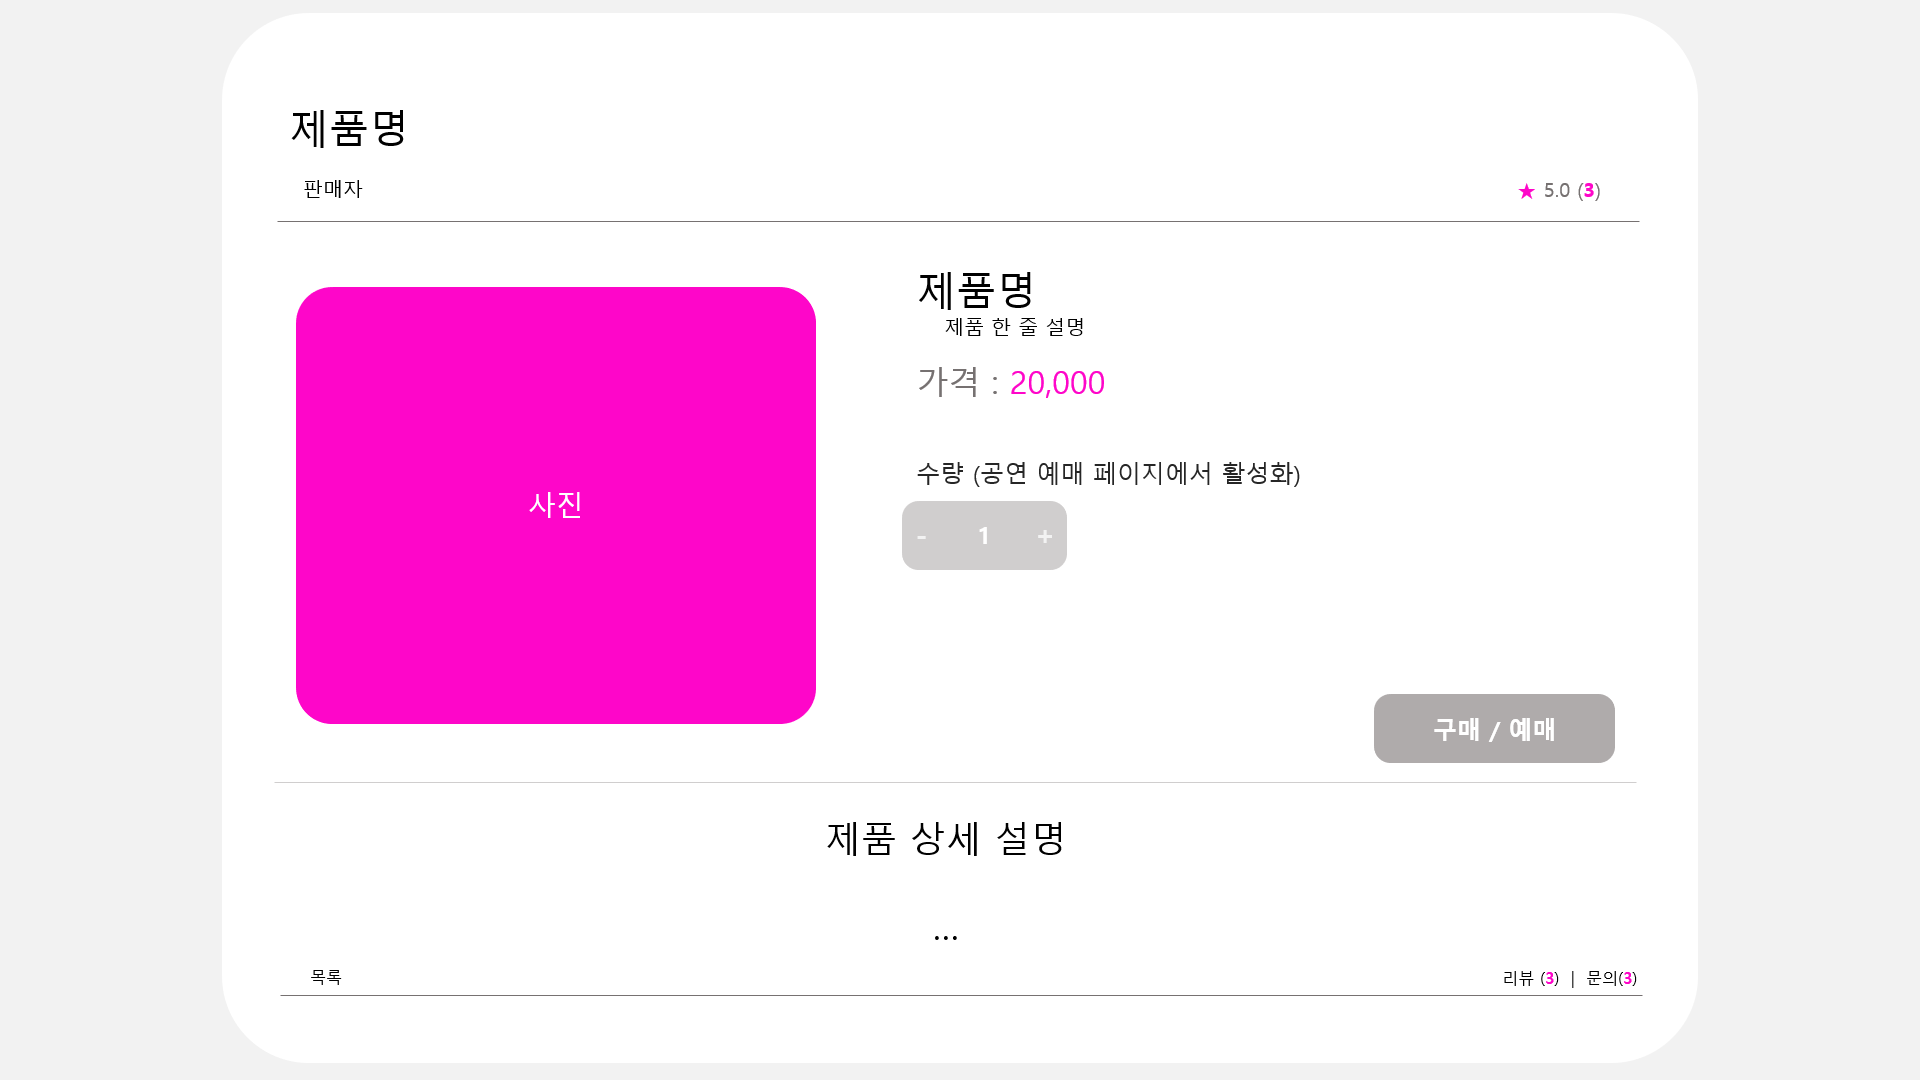 제품명
판매자
★ 5.0 (3)
제품명
제품 한 줄 설명
가격 : 20,000
사진
수량 (공연 예매 페이지에서 활성화)
- 1 +
구매 / 예매
제품 상세 설명
...
목록
리뷰 (3) | 문의(3)